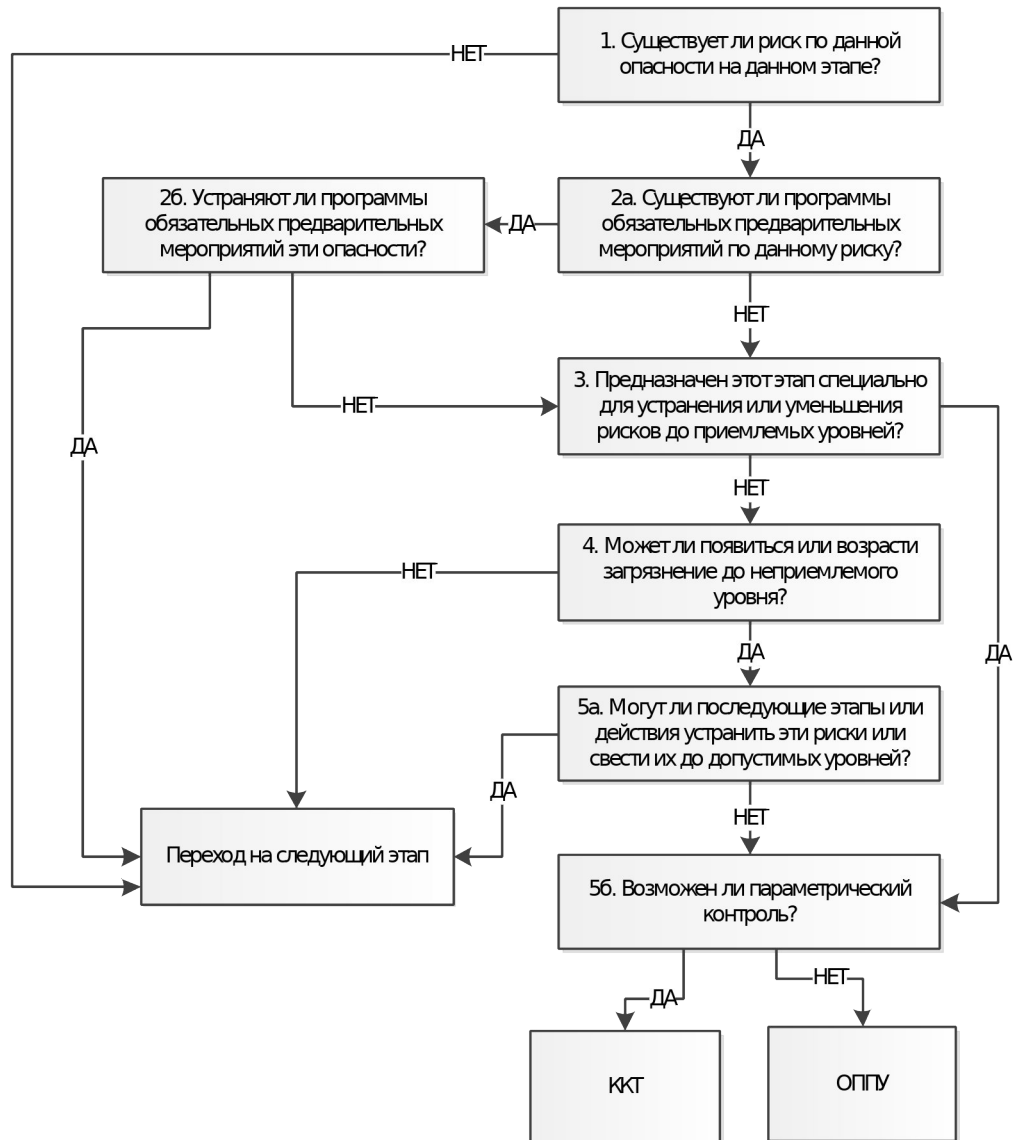 1. Существует ли риск по данной
опасности на данном этапе?
НЕТ
ДА
2б. Устраняют ли программы
обязательных предварительных
мероприятий эти опасности?
ДА
2а. Существуют ли программы
обязательных предварительных
мероприятий по данному риску?
НЕТ
3. Предназначен этот этап специально
для устранения или уменьшения
рисков до приемлемых уровней?
НЕТ
ДА
НЕТ
4. Может ли появиться или возрасти
загрязнение до неприемлемого
уровня?
НЕТ
ДА
ДА
5а. Могут ли последующие этапы или
действия устранить эти риски или
свести их до допустимых уровней?
ДА
НЕТ
Переход на следующий этап
5б. Возможен ли параметрический
контроль?
ДА
НЕТ
ККТ
ОППУ